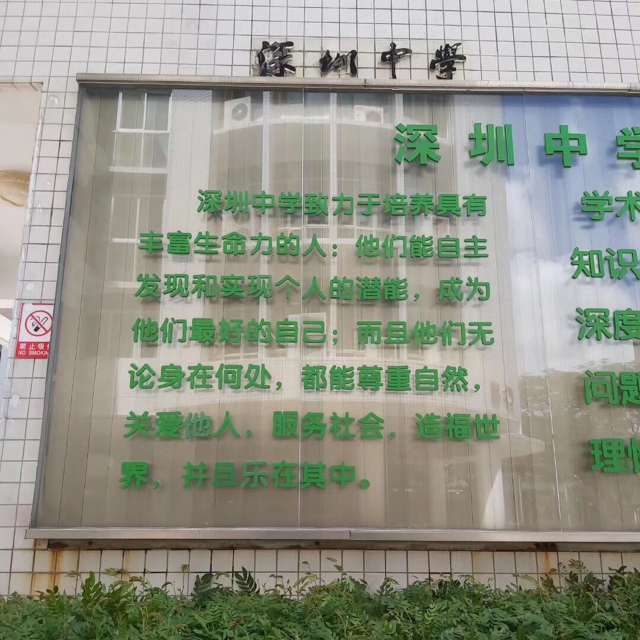 深圳中學
深圳中学
深圳中学致力于培养具有
丰富生命力的人：他们能自主
发现和实现个人的潜能，成为
他们最好的自己；而且他们无
论身在何处，都能尊重自然，
关爱他人，服务社会，造福世
界，并且乐在其中。
学术
知识
深度
问题
理性
禁止吸烟
NO SMOKING